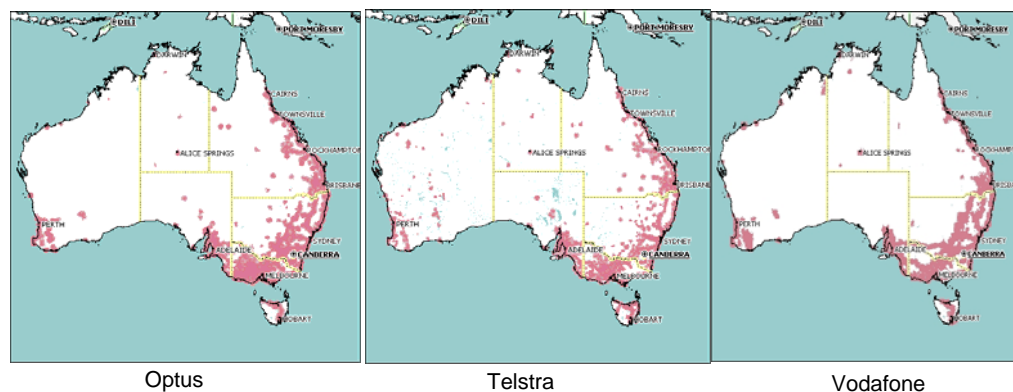 DILI
PORT MORESBY
DARWIN
CAIRNS
TOWNSVILLE
ROCKHAMPTON
ALICE SPRINGS
BRISBANE
PERTH
SYDNEY
ADELAIDE
CANBERRA
MELBOURNE
HOBART
Optus
DILI
PORT MORESBY
DARWIN
CAIRNS
TOWNSVILLE
ROCKHAMPTON
ALICE SPRINGS
BRISBANE
PERTH
SYDNEY
ADELAIDE
CANBERRA
MELBOURNE
HOBART
Telstra
DILI
PORT MORESBY
DARWIN
CAIRNS
TOWNSVILLE
ROCKHAMPTON
ALICE SPRINGS
BRISBANE
PERTH
SYDNEY
ADELAIDE
CANBERRA
MELBOURNE
HOBART
Vodafone